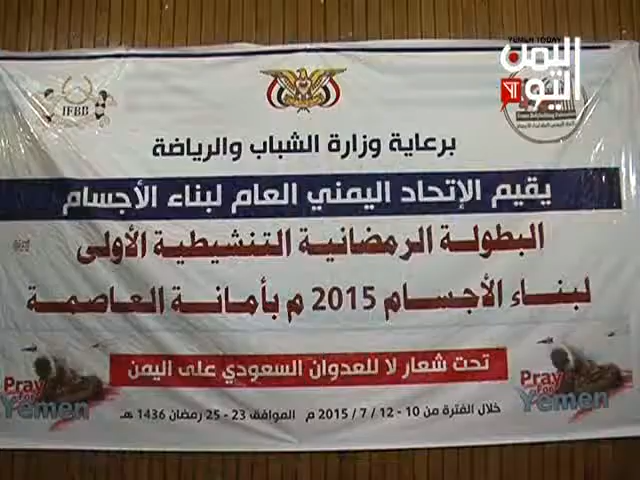 YEMEN TODAY
اليمن
اليوم
IFBB
برعاية وزارة الشباب والرياضة
يقيم الإتحاد اليمني العام لبناء الأجسام
البطولة الرمضانية التنشيطية الأولى
لبناء الأجسام 2015 م بأمانة العاصمة
تحت شعار لا للعدوان السعودي على اليمن
Pray For Yemen
Pray For Yemen
خلال الفترة من 10 - 12 / 7 / 2015 م الموافق 23 - 25 رمضان 1436 هـ